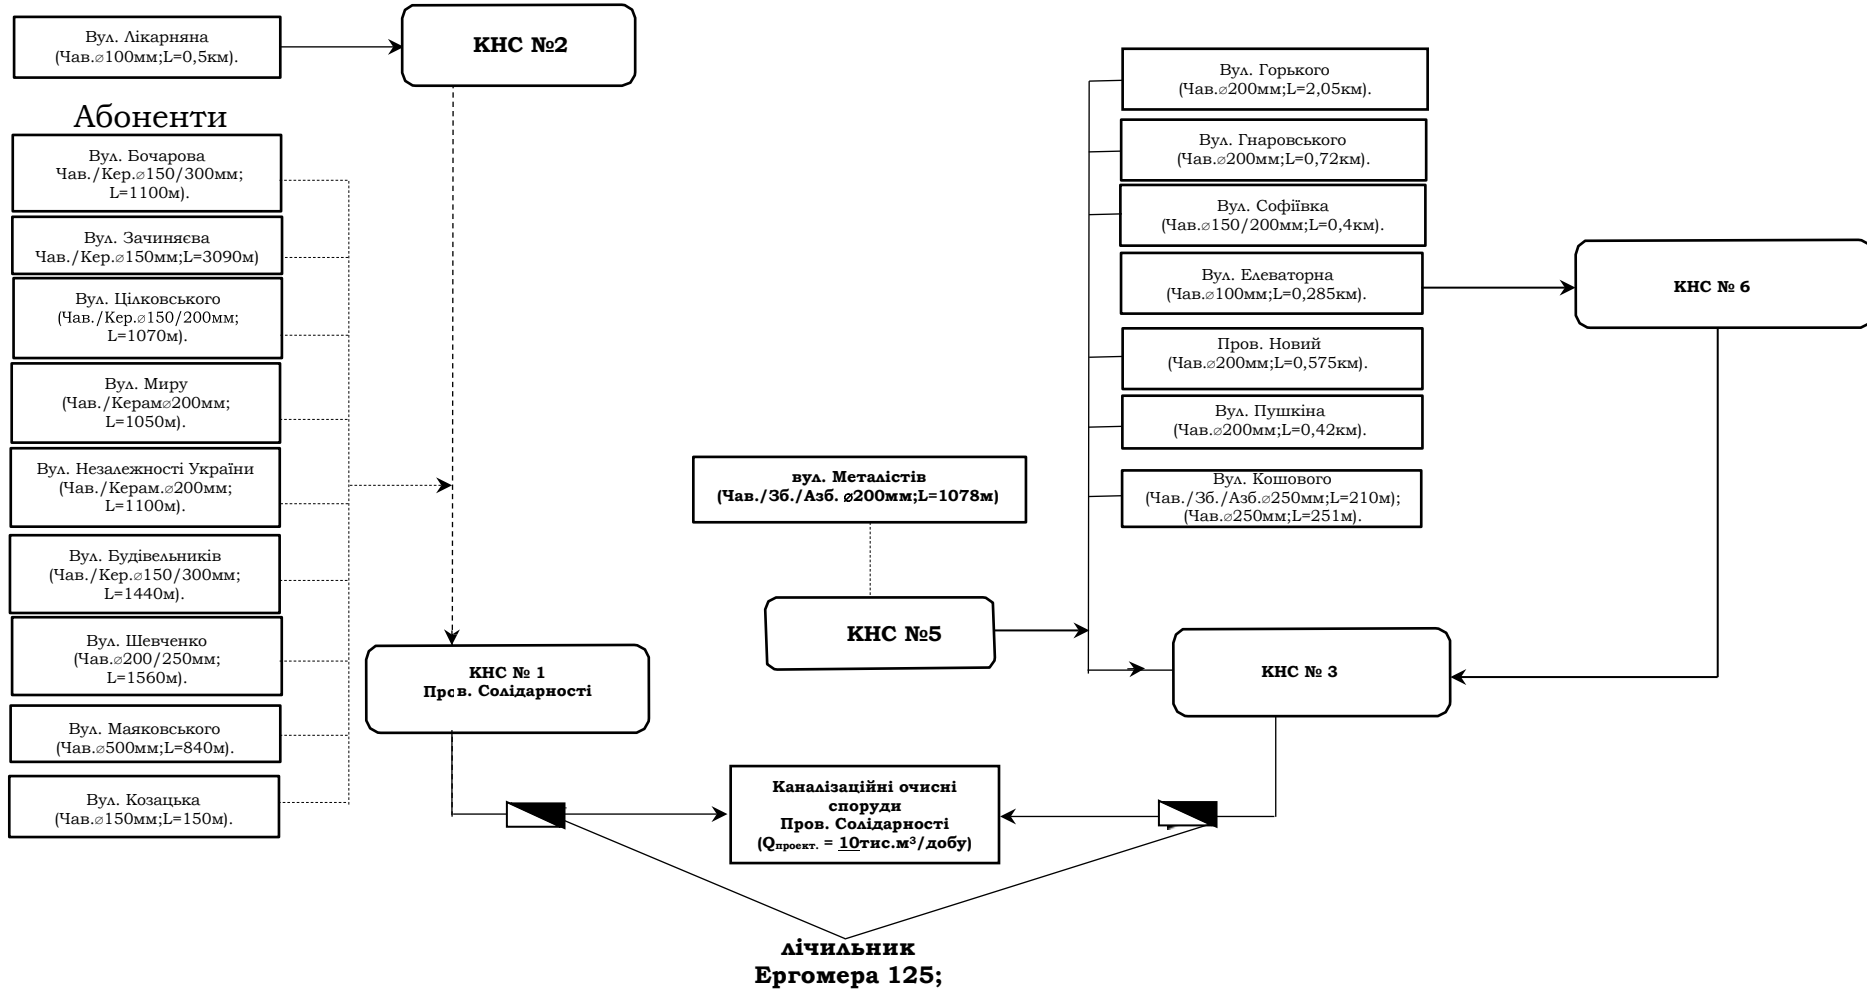 Вул. Лікарняна
(Чав.⌀100мм;L=0,5км).
КНС №2
Абоненти
Вул. Бочарова
Чав./Кер.⌀150/300мм;
L=1100м).
Вул. Зачиняєва
Чав./Кер.⌀150мм;L=3090м)
Вул. Цілковського
(Чав./Кер.⌀150/200мм;
L=1070м).
Вул. Миру
(Чав./Керам⌀200мм;
L=1050м).
Вул. Незалежності України
(Чав./Керам.⌀200мм;
L=1100м).
Вул. Будівельників
(Чав./Кер.⌀150/300мм;
L=1440м).
Вул. Шевченко
(Чав.⌀200/250мм;
L=1560м).
Вул. Маяковського
(Чав.⌀500мм;L=840м).
Вул. Козацька
(Чав.⌀150мм;L=150м).
КНС № 1
Пров. Солідарності
вул. Металістів
(Чав./Зб./Азб. ⌀200мм;L=1078м)
КНС №5
Вул. Горького
(Чав.⌀200мм;L=2,05км).
Вул. Гнаровського
(Чав.⌀200мм;L=0,72км).
Вул. Софіївка
(Чав.⌀150/200мм;L=0,4км).
Вул. Елеваторна
(Чав.⌀100мм;L=0,285км).
Пров. Новий
(Чав.⌀200мм;L=0,575км).
Вул. Пушкіна
(Чав.⌀200мм;L=0,42км).
Вул. Кошового
(Чав./Зб./Азб.⌀250мм;L=210м);
(Чав.⌀250мм;L=251м).
КНС № 6
КНС № 3
Каналізаційні очисні
споруди
Пров. Солідарності
(Qпроект. = 10тис.м³/добу)
лічильник
Ергомера 125;